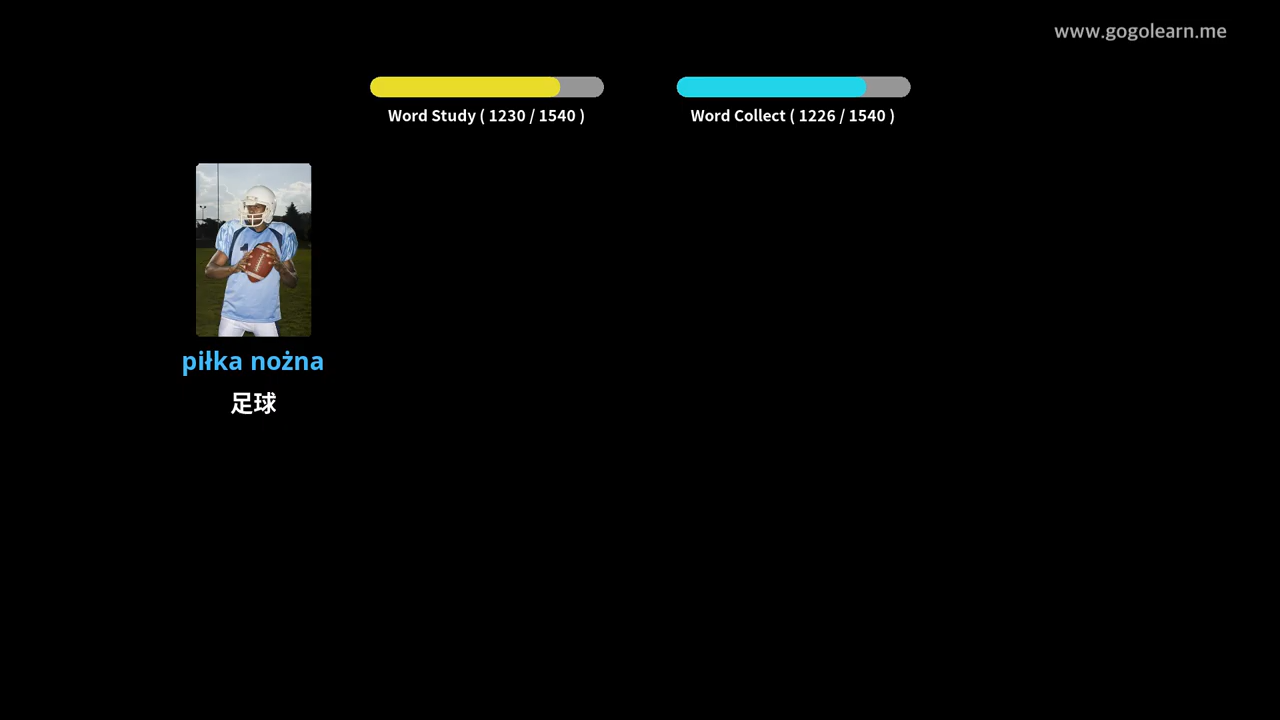 www.gogolearn.me
Word Study ( 1230 / 1540 )
Word Collect ( 1226 / 1540 )
piłka nożna
足球